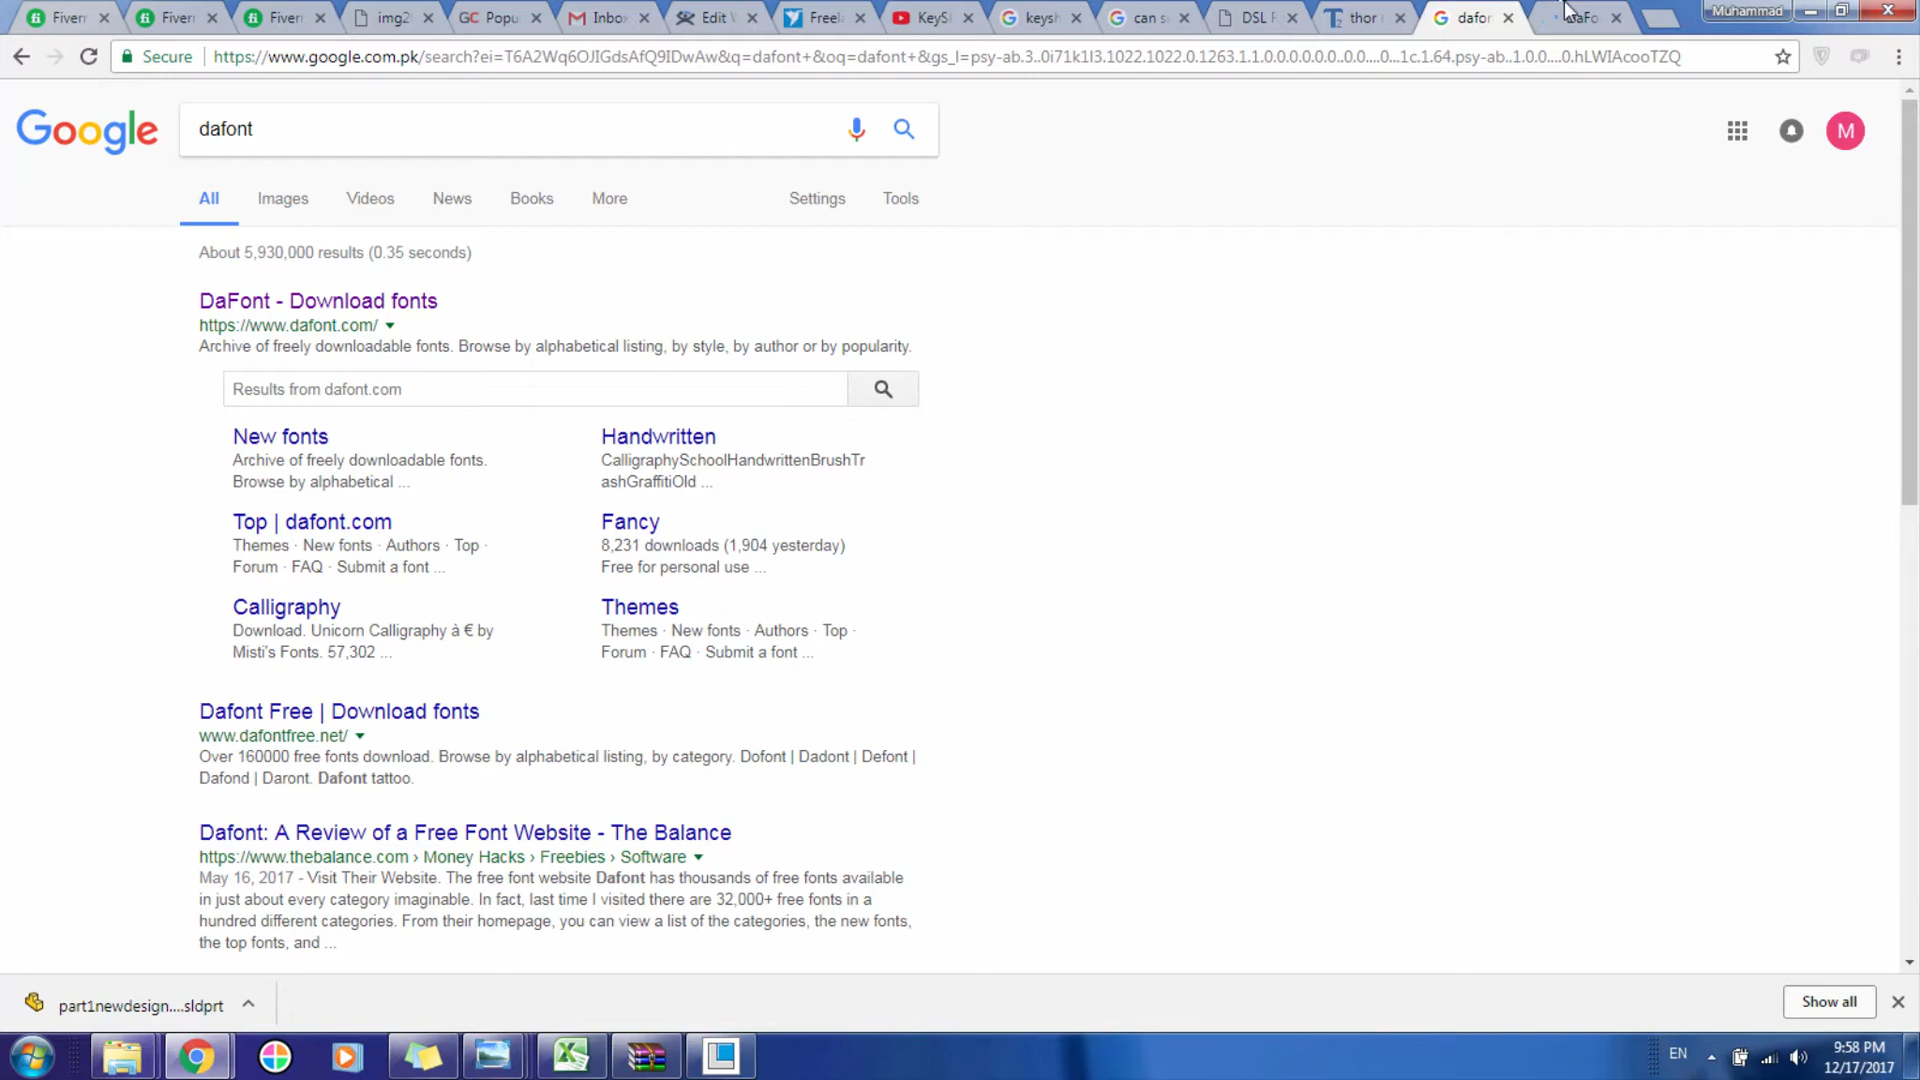 Fiverr
Fiverr
Fiverr
img2
GC Popu
Inbox
Edit
Freela
KeyS
keysh
can s
DSL
thor
dafor
DaFo
Muhammad
Secure https://www.google.com.pk/search?ei=T6A2Wq6OJIGdsAfQ9IDwAw&q=dafont+&oq=dafont+&gs_l=psy-ab.3..0i71k1l3.1022.1022.0.1263.1.1.0.0.0.0.0.0..0.0....0...1c.1.64.psy-ab..1.0.0....0.hLWIAcooTZQ
Google
dafont
M
All Images Videos News Books More Settings Tools
About 5,930,000 results (0.35 seconds)
DaFont - Download fonts
https://www.dafont.com/
Archive of freely downloadable fonts. Browse by alphabetical listing, by style, by author or by popularity.
Results from dafont.com
New fonts
Archive of freely downloadable fonts.
Browse by alphabetical ...
Handwritten
CalligraphySchoolHandwrittenBrushTr
ashGraffitiOld ...
Top | dafont.com
Themes · New fonts · Authors · Top ·
Forum · FAQ · Submit a font ...
Fancy
8,231 downloads (1,904 yesterday)
Free for personal use ...
Calligraphy
Download. Unicorn Calligraphy à € by
Misti's Fonts. 57,302 ...
Themes
Themes · New fonts · Authors · Top ·
Forum · FAQ · Submit a font ...
Dafont Free | Download fonts
www.dafontfree.net/
Over 160000 free fonts download. Browse by alphabetical listing, by category. Dofont | Dadont | Defont |
Dafond | Daront. Dafont tattoo.
Dafont: A Review of a Free Font Website - The Balance
https://www.thebalance.com › Money Hacks › Freebies › Software
May 16, 2017 - Visit Their Website. The free font website Dafont has thousands of free fonts available
in just about every category imaginable. In fact, last time I visited there are 32,000+ free fonts in a
hundred different categories. From their homepage, you can view a list of the categories, the new fonts,
the top fonts, and ...
part1newdesign....sldprt
Show all
EN
9:58 PM
12/17/2017